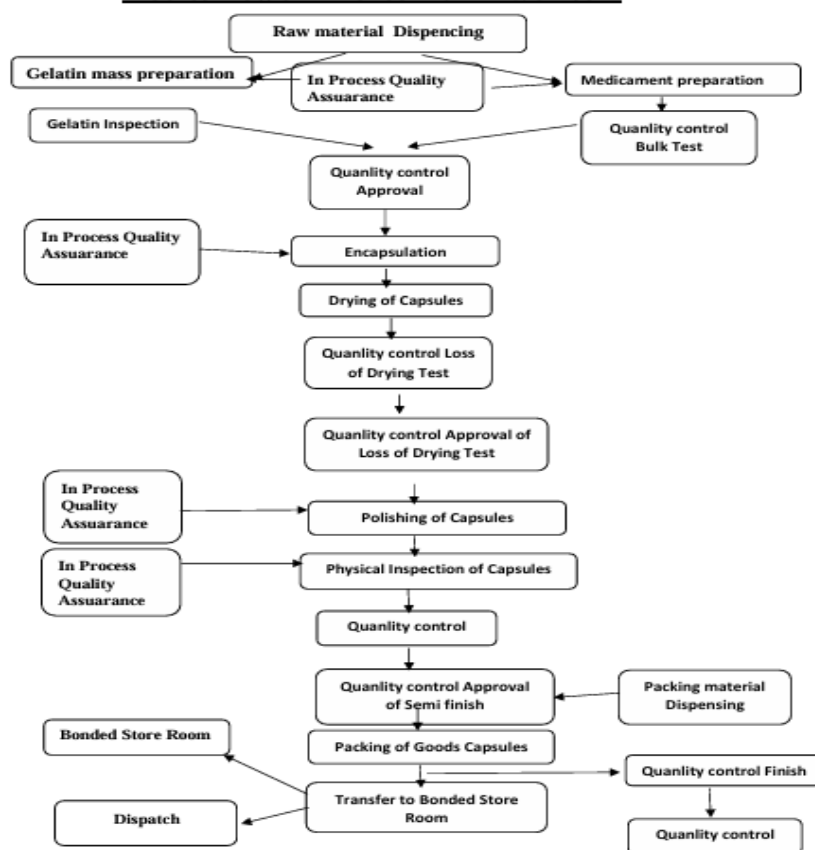 Raw material Dispencing
Gelatin mass preparation
In Process Quality
Assuarance
Medicament preparation
Gelatin Inspection
Quanlity control
Bulk Test
Quanlity control
Approval
In Process Quality
Assuarance
Encapsulation
Drying of Capsules
Quanlity control Loss
of Drying Test
Quanlity control Approval of
Loss of Drying Test
In Process
Quality
Assuarance
Polishing of Capsules
In Process
Quality
Assuarance
Physical Inspection of Capsules
Quanlity control
Quanlity control Approval
of Semi finish
Packing material
Dispensing
Bonded Store Room
Packing of Goods Capsules
Quanlity control Finish
Transfer to Bonded Store
Room
Dispatch
Quanlity control